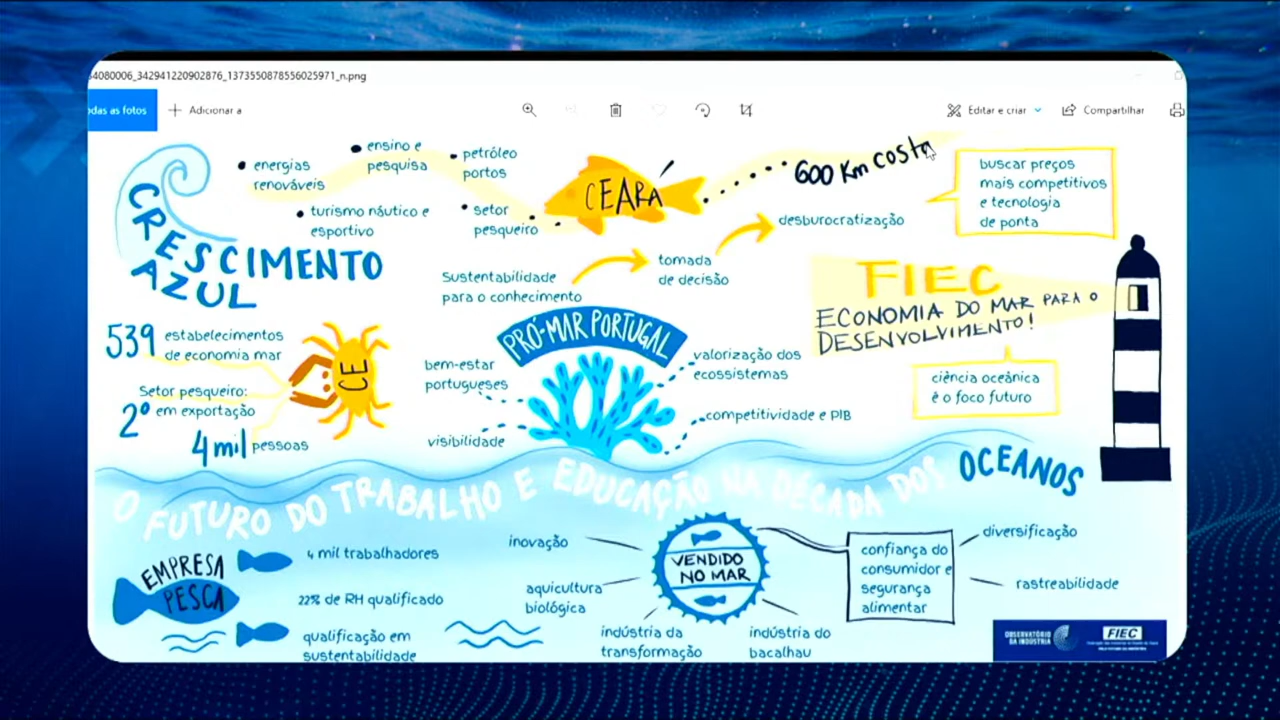 54080006_342941220902876_1373550878556025971_n.png
odas as fotos
Adicionar a
Editar e criar
Compartilhar
CRESCIMENTO
AZUL
energias
renováveis
ensino e
pesquisa
petróleo
portos
turismo náutico e
esportivo
setor
pesqueiro
CEARÁ
600 Km costa
buscar preços
mais competitivos
e tecnologia
de ponta
Sustentabilidade
para o conhecimento
tomada
de decisão
desburocratização
FIEC
ECONOMIA DO MAR PARA O
DESENVOLVIMENTO!
ciência oceânica
é o foco futuro
539 estabelecimentos
de economia mar
Setor pesqueiro:
2º em exportação
4 mil pessoas
CE
PRÓ-MAR PORTUGAL
bem-estar
portugueses
visibilidade
valorização dos
ecossistemas
competitividade e PIB
O FUTURO DO TRABALHO E EDUCAÇÃO NA DÉCADA DOS OCEANOS
EMPRESA
PESCA
4 mil trabalhadores
22% de RH qualificado
qualificação em
sustentabilidade
inovação
aquicultura
biológica
indústria da
transformação
indústria do
bacalhau
VENDIDO
NO MAR
confiança do
consumidor e
segurança
alimentar
diversificação
rastreabilidade
OBSERVATÓRIO
DA INDÚSTRIA
FIEC